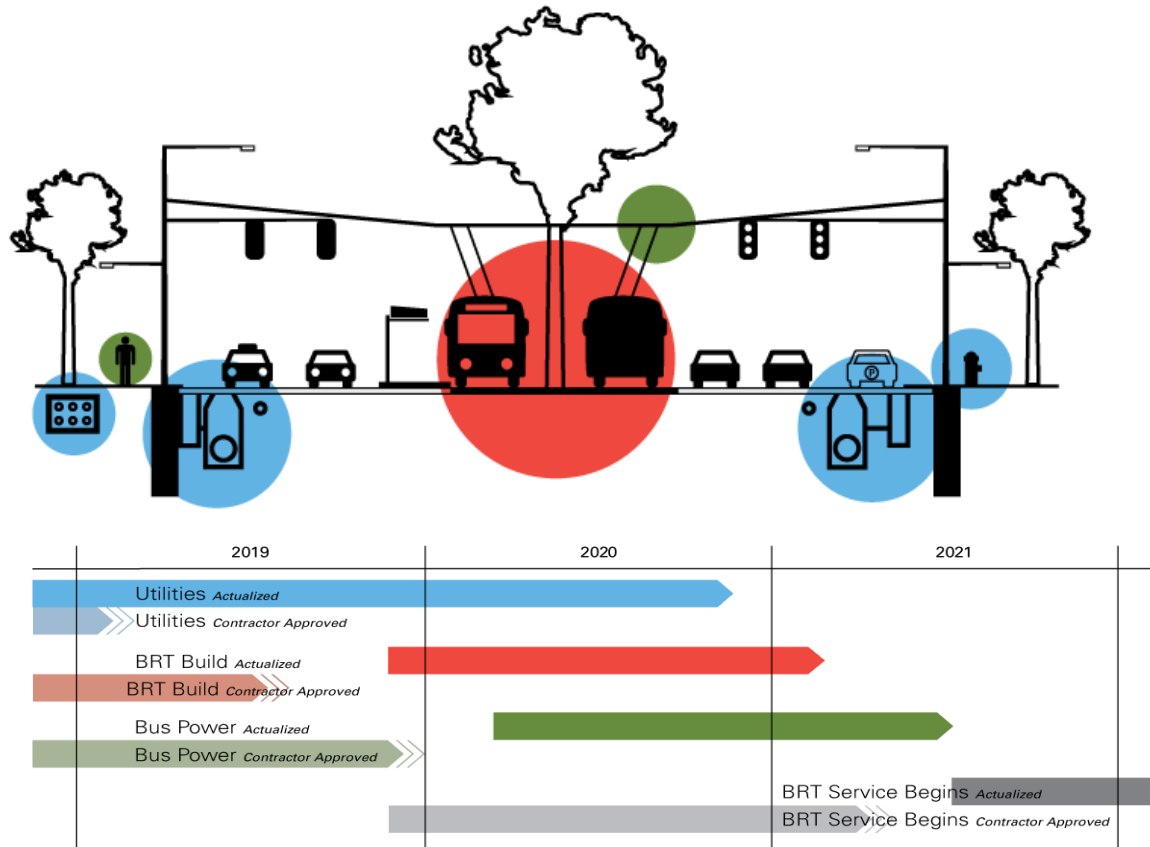 P
2019 2020 2021
Utilities Actualized
Utilities Contractor Approved
BRT Build Actualized
BRT Build Contractor Approved
Bus Power Actualized
Bus Power Contractor Approved
BRT Service Begins Actualized
BRT Service Begins Contractor Approved